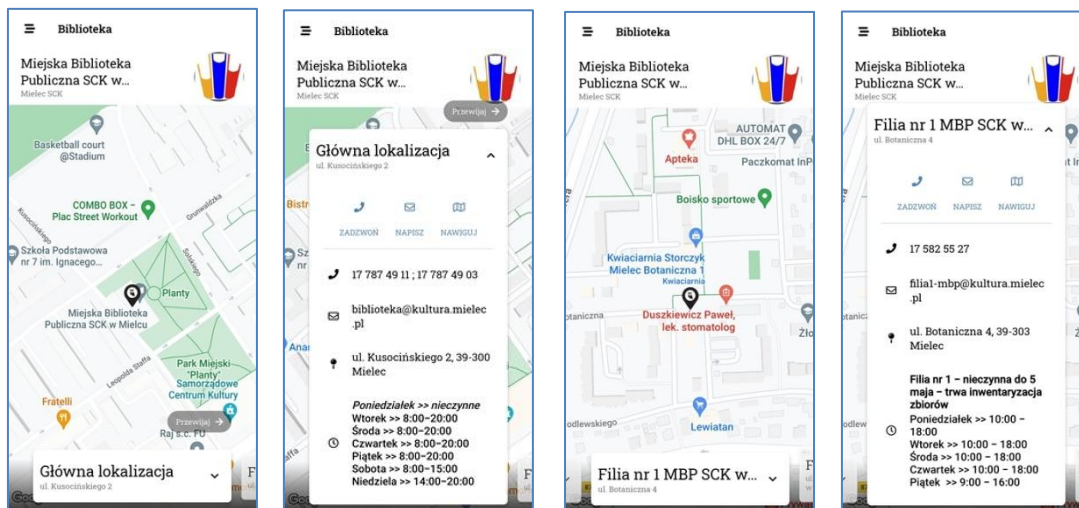 Biblioteka
Miejska Biblioteka
Publiczna SCK w...
Mielec SCK
Basketball court
@Stadium
COMBO BOX –
Plac Street Workout
Kusocińskiego
Grunwaldzka
Solskiego
Szkoła Podstawowa
nr 7 im. Ignacego...
Planty
Miejska Biblioteka
Publiczna SCK w Mielcu
Leopolda Staffa
Park Miejski
"Planty"
Samorządowe
Centrum Kultury
Fratelli
Przewijaj →
Raj s.c. FU
Główna lokalizacja
ul. Kusocińskiego 2
Biblioteka
Miejska Biblioteka
Publiczna SCK w...
Mielec SCK
Przewijaj →
Główna lokalizacja
ul. Kusocińskiego 2
ZADZWOŃ NAPISZ NAWIGUJ
17 787 49 11 ; 17 787 49 03
biblioteka@kultura.mielec
.pl
ul. Kusocińskiego 2, 39-300
Mielec
Poniedziałek >> nieczynne
Wtorek >> 8:00–20:00
Środa >> 8:00–20:00
Czwartek >> 8:00–20:00
Piątek >> 8:00–20:00
Sobota >> 8:00–15:00
Niedziela >> 14:00–20:00
Biblioteka
Miejska Biblioteka
Publiczna SCK w...
Mielec SCK
AUTOMAT
DHL BOX 24/7
Apteka
Paczkomat InP
Boisko sportowe
Kwiaciarnia Storczyk
Mielec Botaniczna 1
Kwiaciarnia
Duszkiewicz Paweł,
lek. stomatolog
Lewiatan
Filia nr 1 MBP SCK w...
ul. Botaniczna 4
Biblioteka
Miejska Biblioteka
Publiczna SCK w...
Mielec SCK
Filia nr 1 MBP SCK w...
ul. Botaniczna 4
ZADZWOŃ NAPISZ NAWIGUJ
17 582 55 27
filia1-mbp@kultura.mielec
.pl
ul. Botaniczna 4, 39-303
Mielec
Filia nr 1 – nieczynna do 5
maja – trwa inwentaryzacja
zbiorów
Poniedziałek >> 10:00 –
18:00
Wtorek >> 10:00 – 18:00
Środa >> 10:00 – 18:00
Czwartek >> 10:00 – 18:00
Piątek >> 9:00 – 16:00